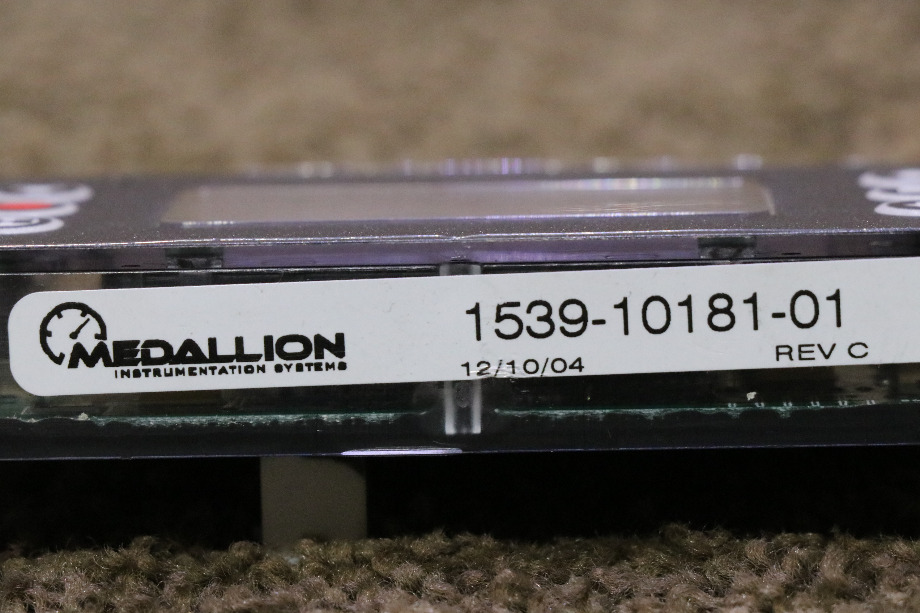 MEDALLION
INSTRUMENTATION SYSTEMS
1539-10181-01
12/10/04 REV C